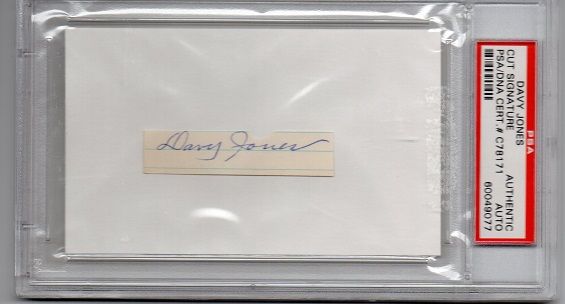 Davy Jones
DAVY JONES
CUT SIGNATURE
PSA/DNA CERT.# C78171
AUTHENTIC
AUTO
60049077
PSA